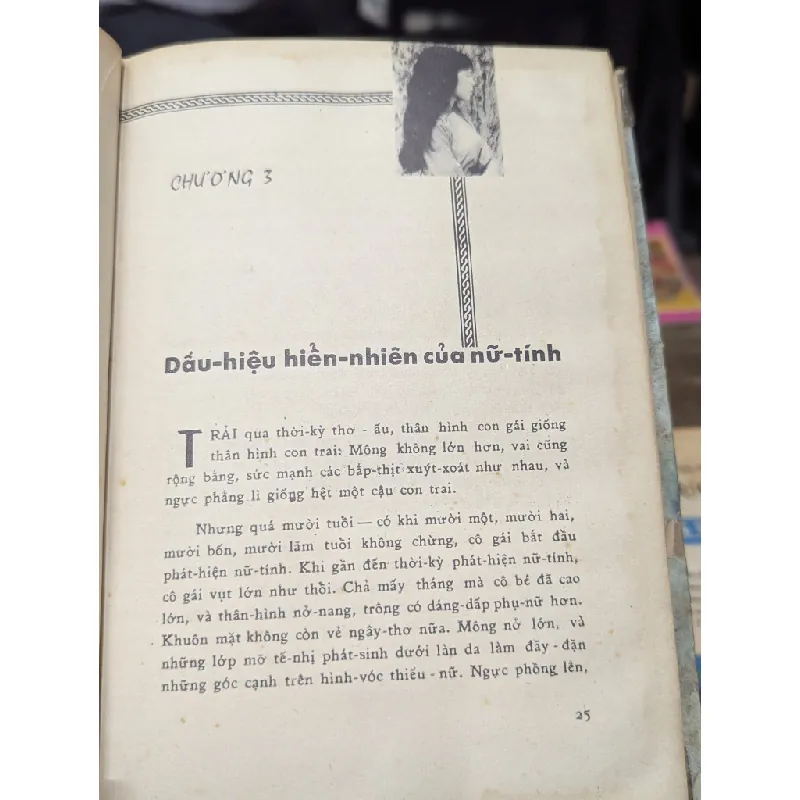 CHƯƠNG 3
Dấu-hiệu hiển-nhiên của nữ-tính
TRẢI qua thời-kỳ thơ - ấu, thân hình con gái giống
thân hình con trai: Mông không lớn hơn, vai cũng
rộng bằng, sức mạnh các bắp-thịt xuýt-xoát như nhau, và
ngực phẳng lì giống hệt một cậu con trai.
Nhưng quá mười tuổi — có khi mười một, mười hai,
mười bốn, mười lăm tuổi không chừng, cô gái bắt đầu
phát-hiện nữ-tính. Khi gần đến thời-kỳ phát-hiện nữ-tính,
cô gái vụt lớn như thổi. Chả mấy tháng mà cô bé đã cao
lớn, và thân-hình nở-nang, trông có dáng-dấp phụ-nữ hơn.
Khuôn mặt không còn vẻ ngây-thơ nữa. Mông nở lớn, và
những lớp mỡ tế-nhị phát-sinh dưới làn da làm đầy-đặn
những góc cạnh trên hình-vóc thiếu-nữ. Ngực phồng lên,
25